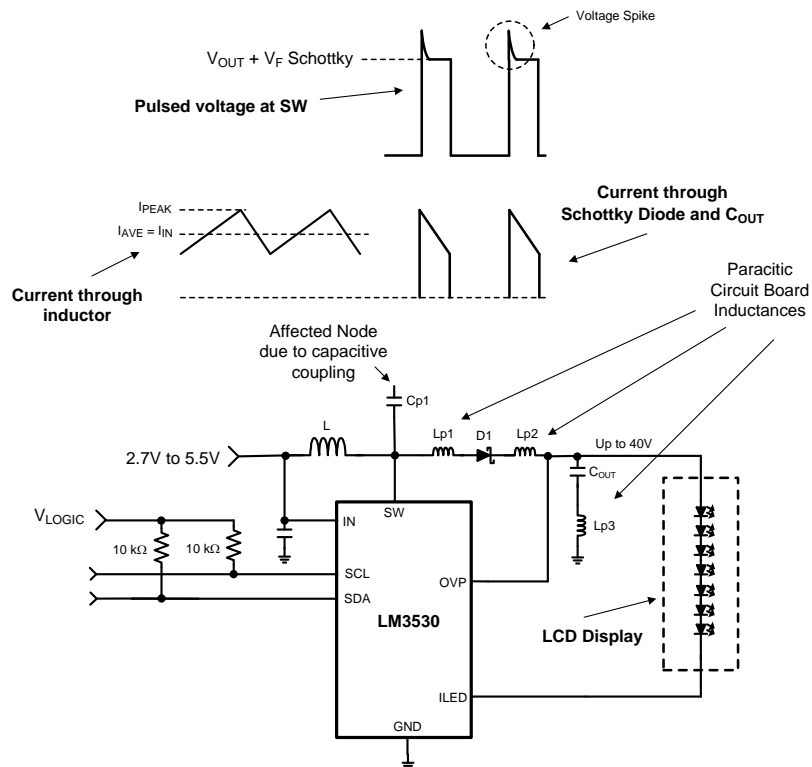 Voltage Spike
VOUT + VF Schottky
Pulsed voltage at SW
IPEAK
IAVE = IIN
Current through
inductor
Current through
Schottky Diode and COUT
Paracitic
Circuit Board
Inductances
Affected Node
due to capacitive
coupling
Cp1
L
Lp1
D1
Lp2
Up to 40V
2.7V to 5.5V
COUT
Lp3
VLOGIC
10 kΩ
10 kΩ
IN
SW
SCL
SDA
OVP
LM3530
LCD Display
ILED
GND